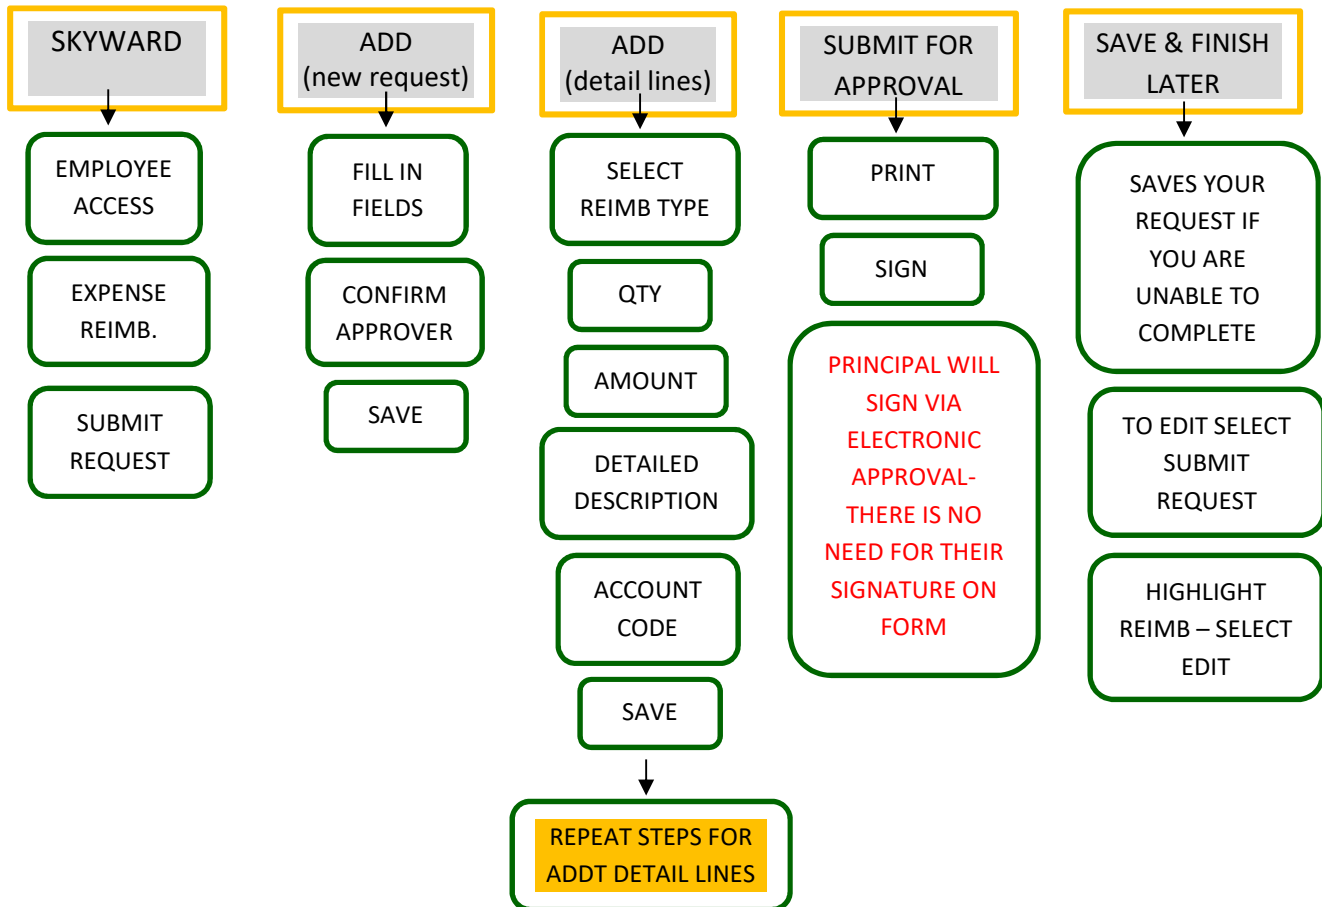 SKYWARD
EMPLOYEE
ACCESS
EXPENSE
REIMB.
SUBMIT
REQUEST
ADD
(new request)
FILL IN
FIELDS
CONFIRM
APPROVER
SAVE
ADD
(detail lines)
SELECT
REIMB TYPE
QTY
AMOUNT
DETAILED
DESCRIPTION
ACCOUNT
CODE
SAVE
REPEAT STEPS FOR
ADDT DETAIL LINES
SUBMIT FOR
APPROVAL
PRINT
SIGN
PRINCIPAL WILL
SIGN VIA
ELECTRONIC
APPROVAL-
THERE IS NO
NEED FOR THEIR
SIGNATURE ON
FORM
SAVE & FINISH
LATER
SAVES YOUR
REQUEST IF
YOU ARE
UNABLE TO
COMPLETE
TO EDIT SELECT
SUBMIT
REQUEST
HIGHLIGHT
REIMB – SELECT
EDIT